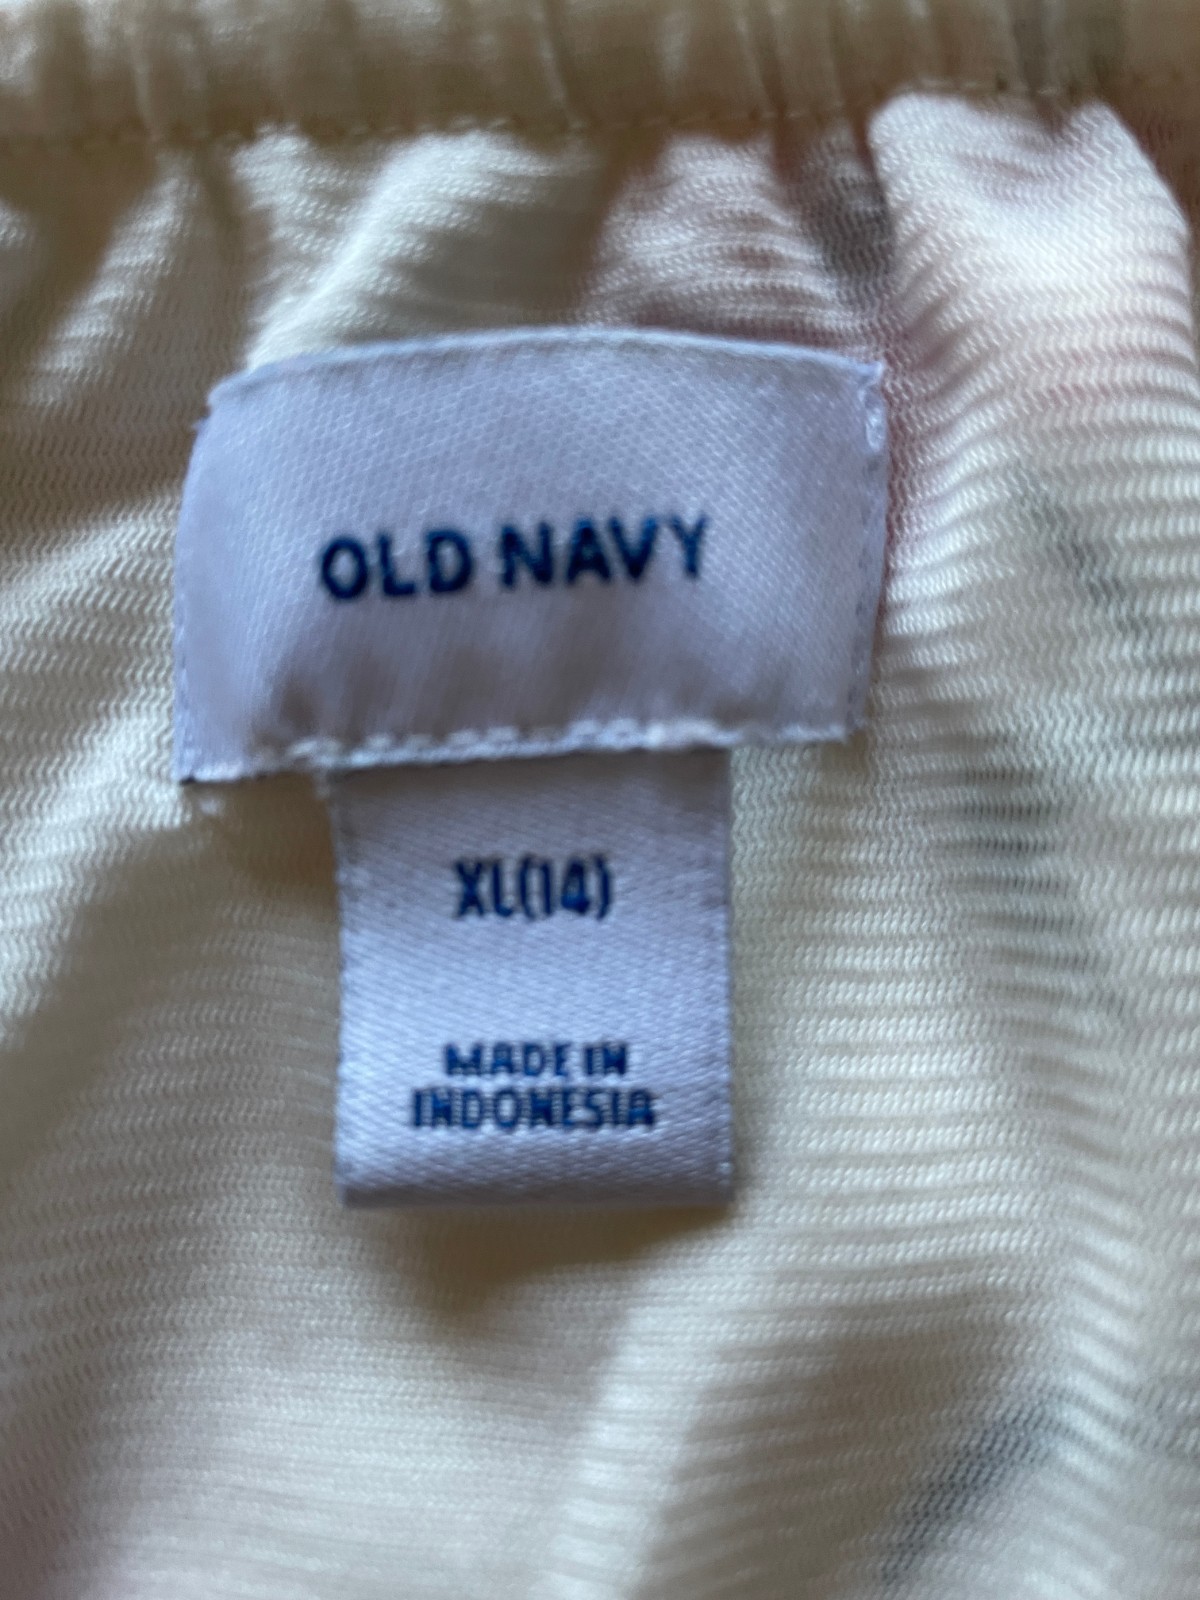 OLD NAVY
XL(14)
MADE IN
INDONESIA